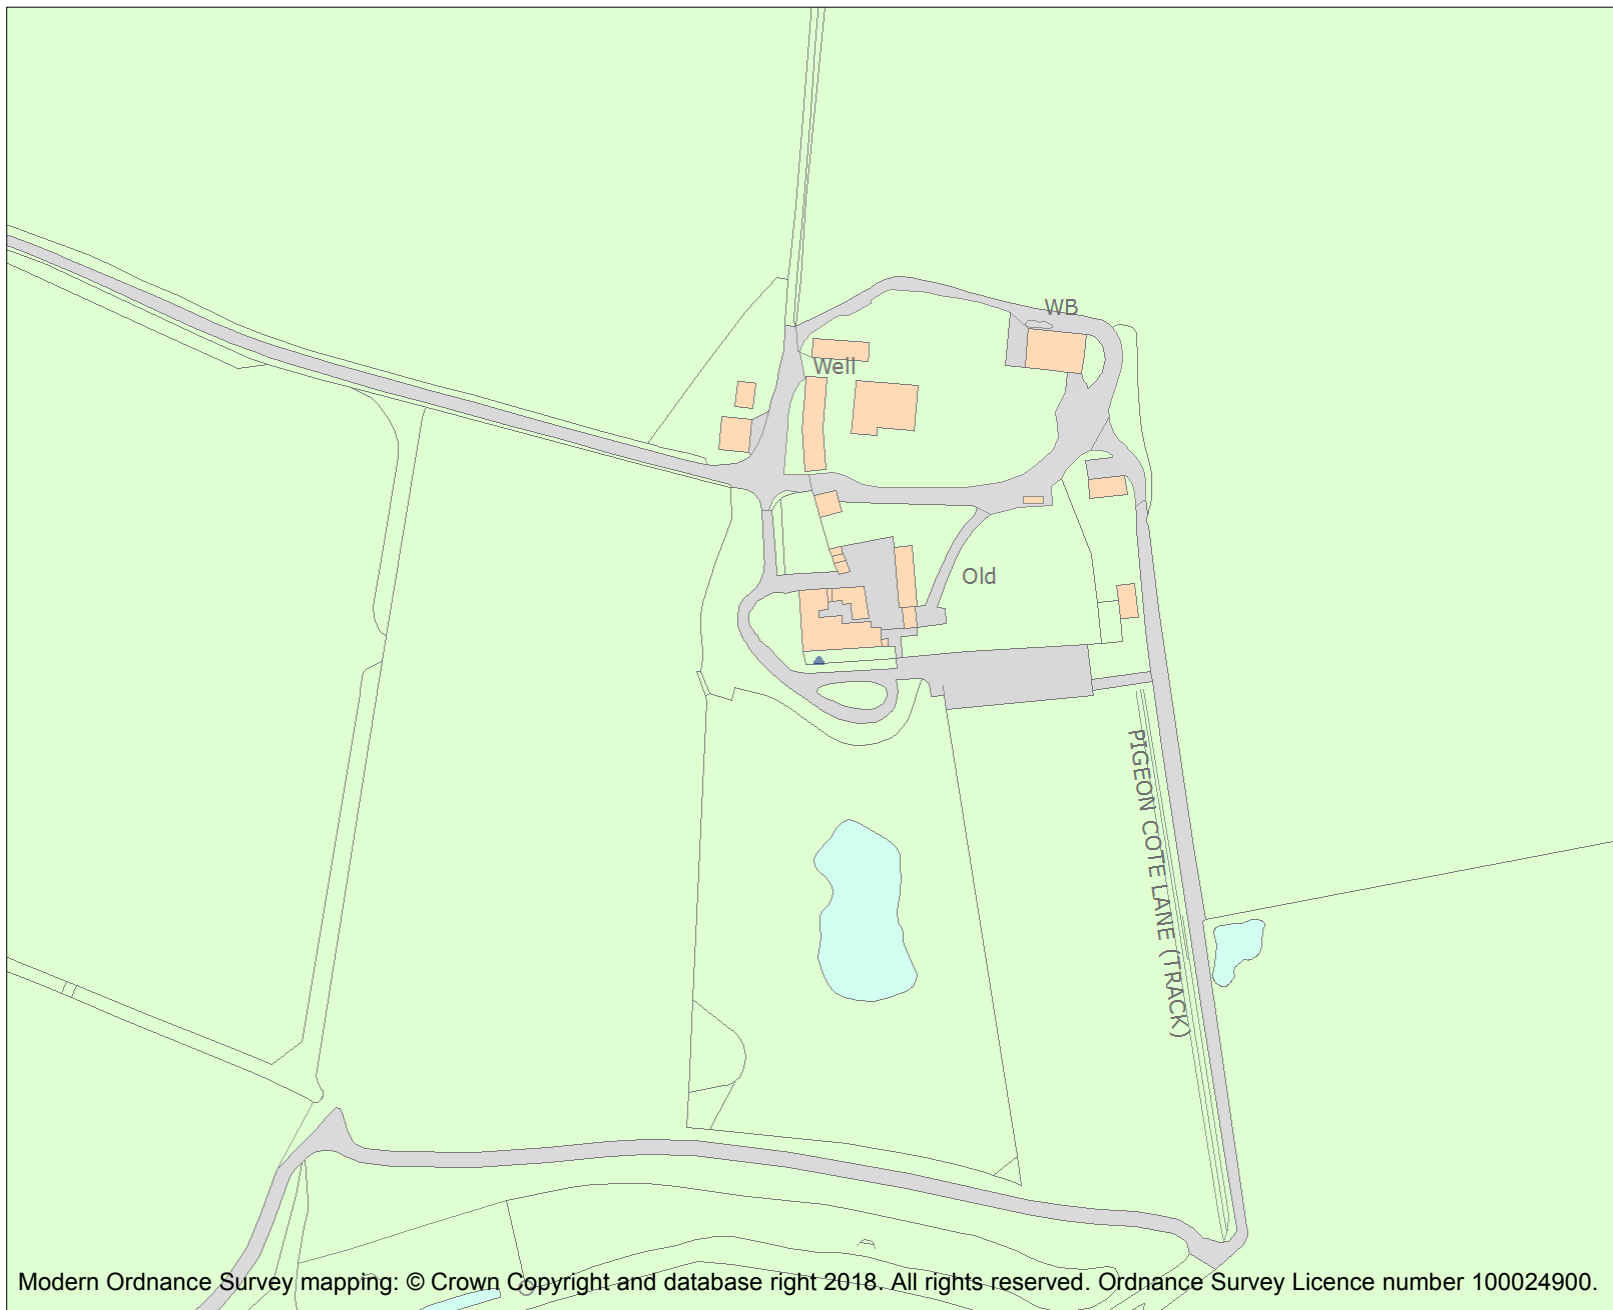 WB
Well
Old
PIGEON COTE LANE (TRACK)
Modern Ordnance Survey mapping: © Crown Copyright and database right 2018. All rights reserved. Ordnance Survey Licence number 100024900.